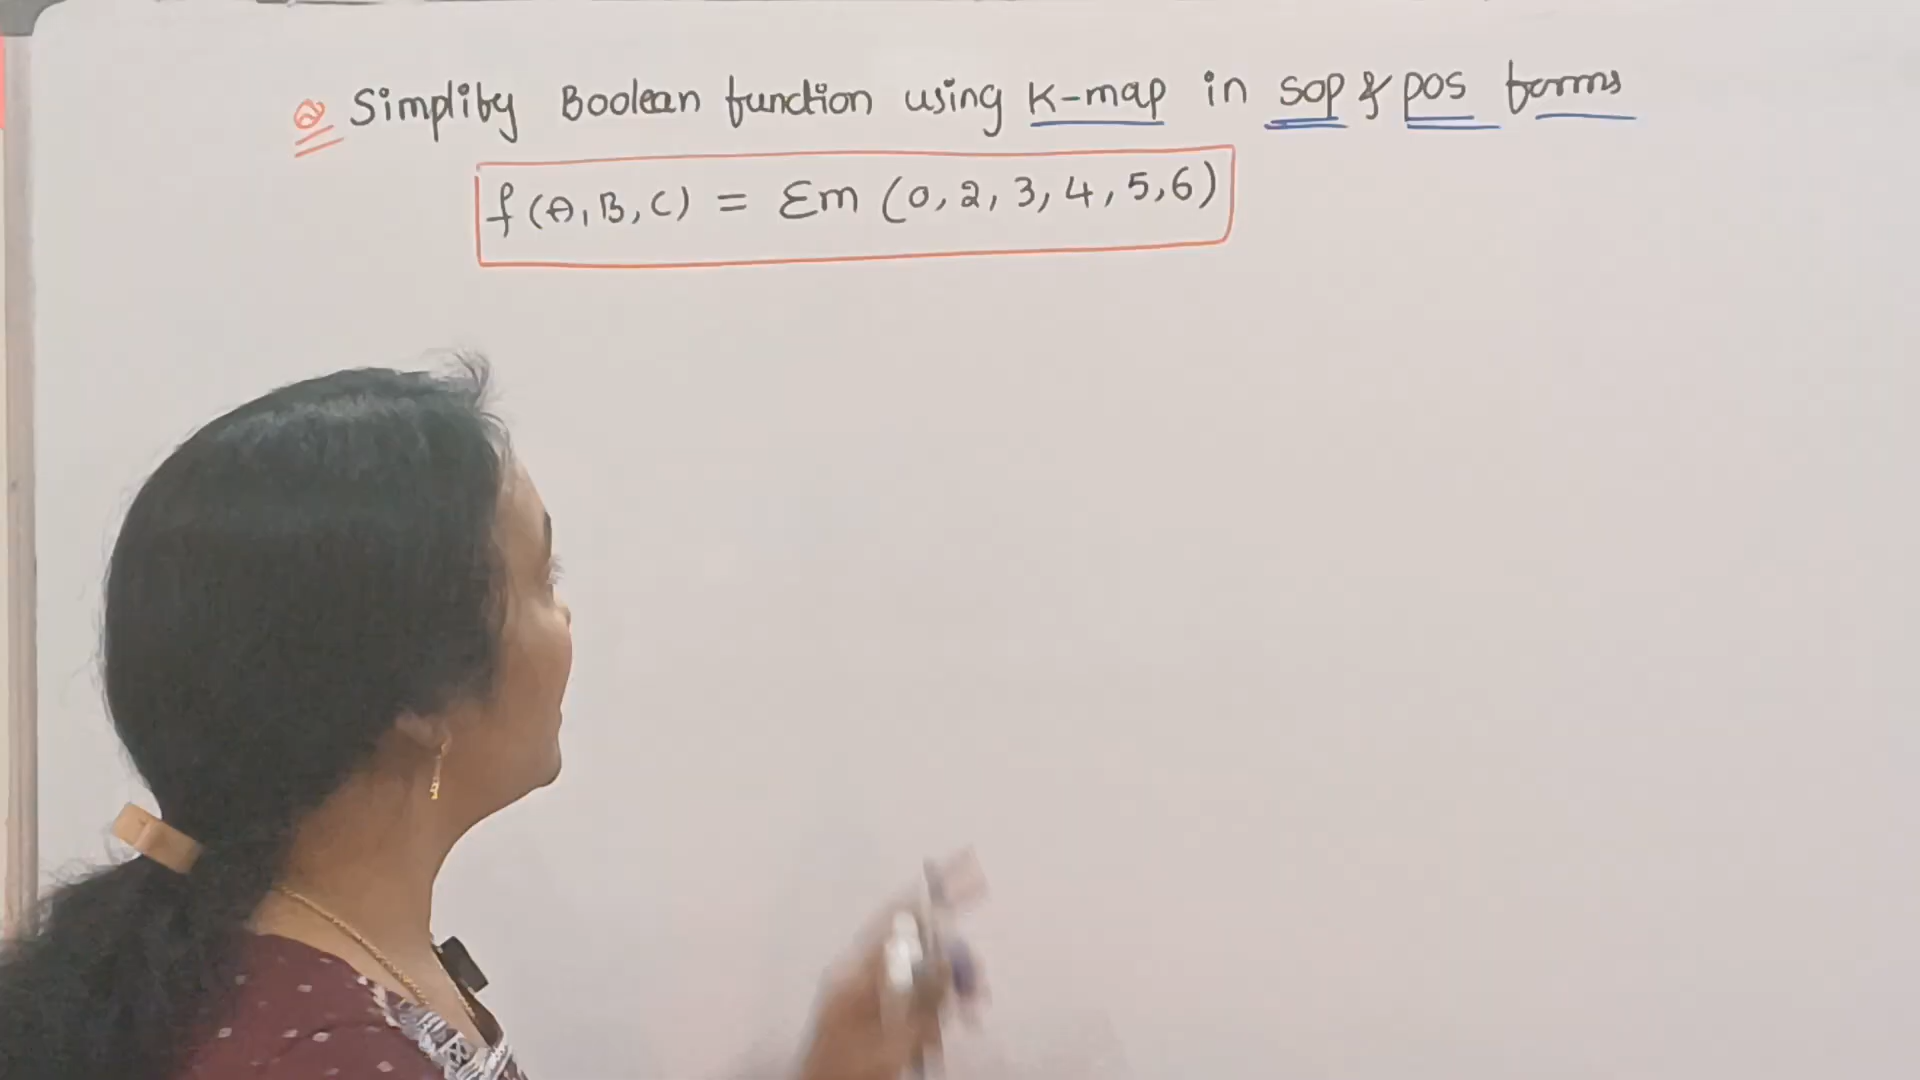 Q Simplify Boolean function using K-map in SOP & POS forms
f(A,B,C) = Σm (0,2,3,4,5,6)